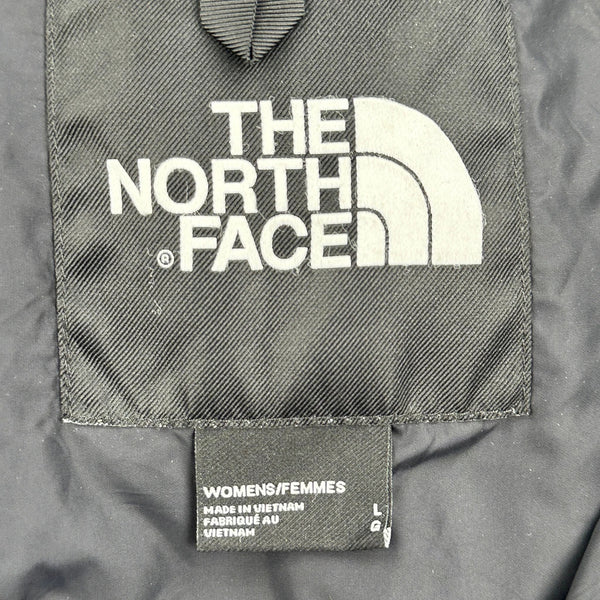 THE
NORTH
FACE
®
WOMENS/FEMMES
MADE IN VIETNAM
FABRIQUÉ AU
VIETNAM
L
G